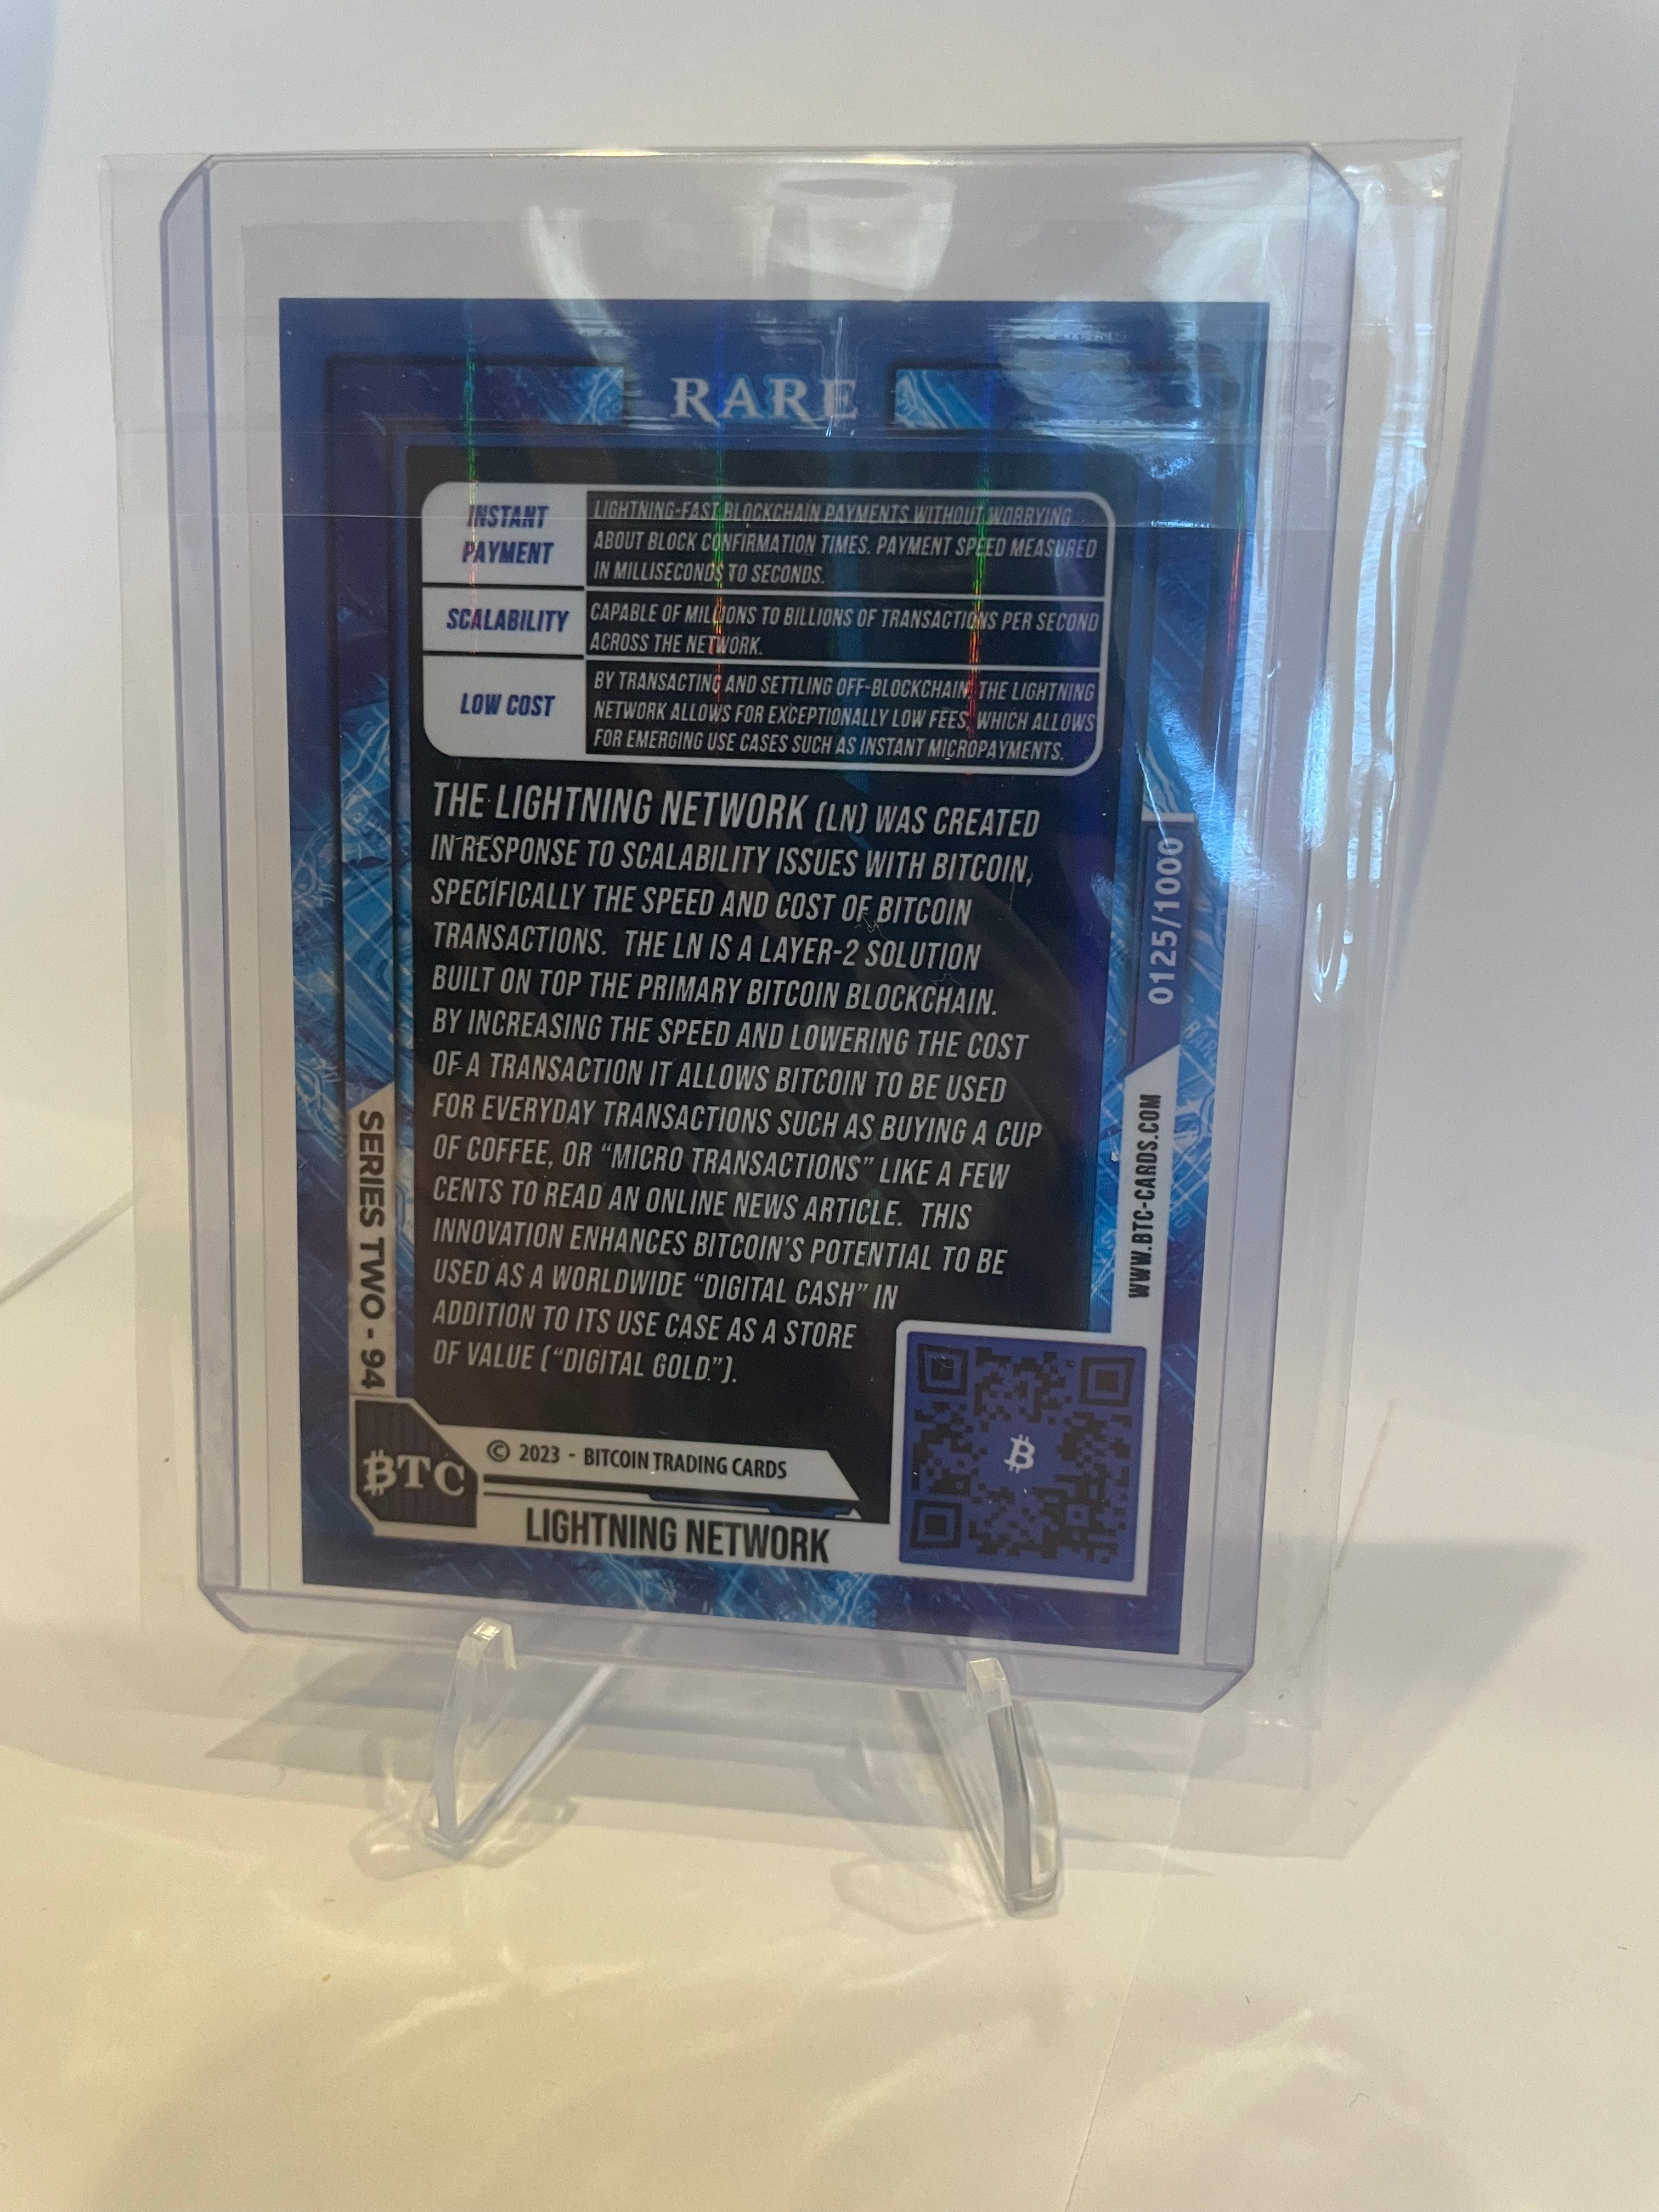 RARE
INSTANT
PAYMENT
LIGHTNING-FAST BLOCKCHAIN PAYMENTS WITHOUT WORRYING
ABOUT BLOCK CONFIRMATION TIMES. PAYMENT SPEED MEASURED
IN MILLISECONDS TO SECONDS.
SCALABILITY
CAPABLE OF MILLIONS TO BILLIONS OF TRANSACTIONS PER SECOND
ACROSS THE NETWORK.
LOW COST
BY TRANSACTING AND SETTLING OFF-BLOCKCHAIN, THE LIGHTNING
NETWORK ALLOWS FOR EXCEPTIONALLY LOW FEES, WHICH ALLOWS
FOR EMERGING USE CASES SUCH AS INSTANT MICROPAYMENTS.
THE LIGHTNING NETWORK (LN) WAS CREATED
IN RESPONSE TO SCALABILITY ISSUES WITH BITCOIN,
SPECIFICALLY THE SPEED AND COST OF BITCOIN
TRANSACTIONS. THE LN IS A LAYER-2 SOLUTION
BUILT ON TOP THE PRIMARY BITCOIN BLOCKCHAIN.
BY INCREASING THE SPEED AND LOWERING THE COST
OF A TRANSACTION IT ALLOWS BITCOIN TO BE USED
FOR EVERYDAY TRANSACTIONS SUCH AS BUYING A CUP
OF COFFEE, OR “MICRO TRANSACTIONS” LIKE A FEW
CENTS TO READ AN ONLINE NEWS ARTICLE. THIS
INNOVATION ENHANCES BITCOIN’S POTENTIAL TO BE
USED AS A WORLDWIDE “DIGITAL CASH” IN
ADDITION TO ITS USE CASE AS A STORE
OF VALUE (“DIGITAL GOLD”).
0125/1000
WWW.BTC-CARDS.COM
SERIES TWO - 94
₿TC
© 2023 - BITCOIN TRADING CARDS
LIGHTNING NETWORK